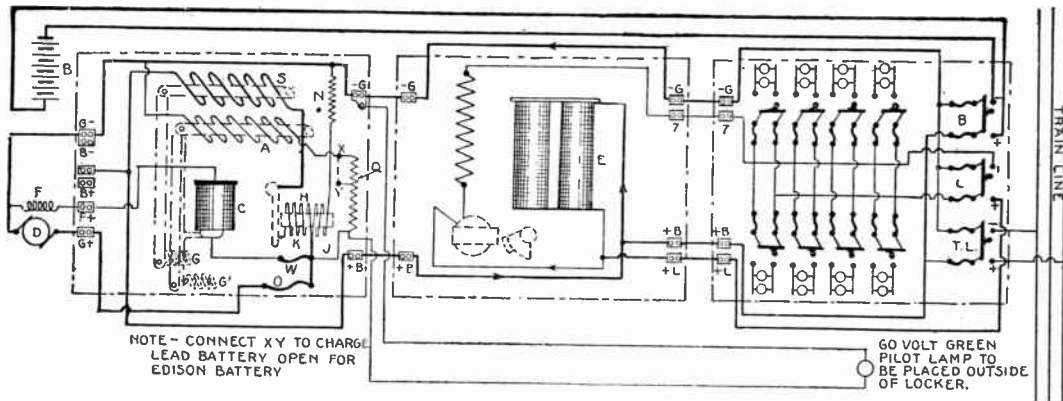 B
S
-G
-G
-G
-G
N
B
G-
A
X
Q
7
7
B-
Y
E
L
B+
F
F+
C
H
D
G+
K
J
+B
+B
T.L.
G
W
+B
+P
+L
+L
G'
O
TRAIN LINE
NOTE - CONNECT XY TO CHARGE
LEAD BATTERY OPEN FOR
EDISON BATTERY
GO VOLT GREEN
PILOT LAMP TO
BE PLACED OUTSIDE
OF LOCKER.